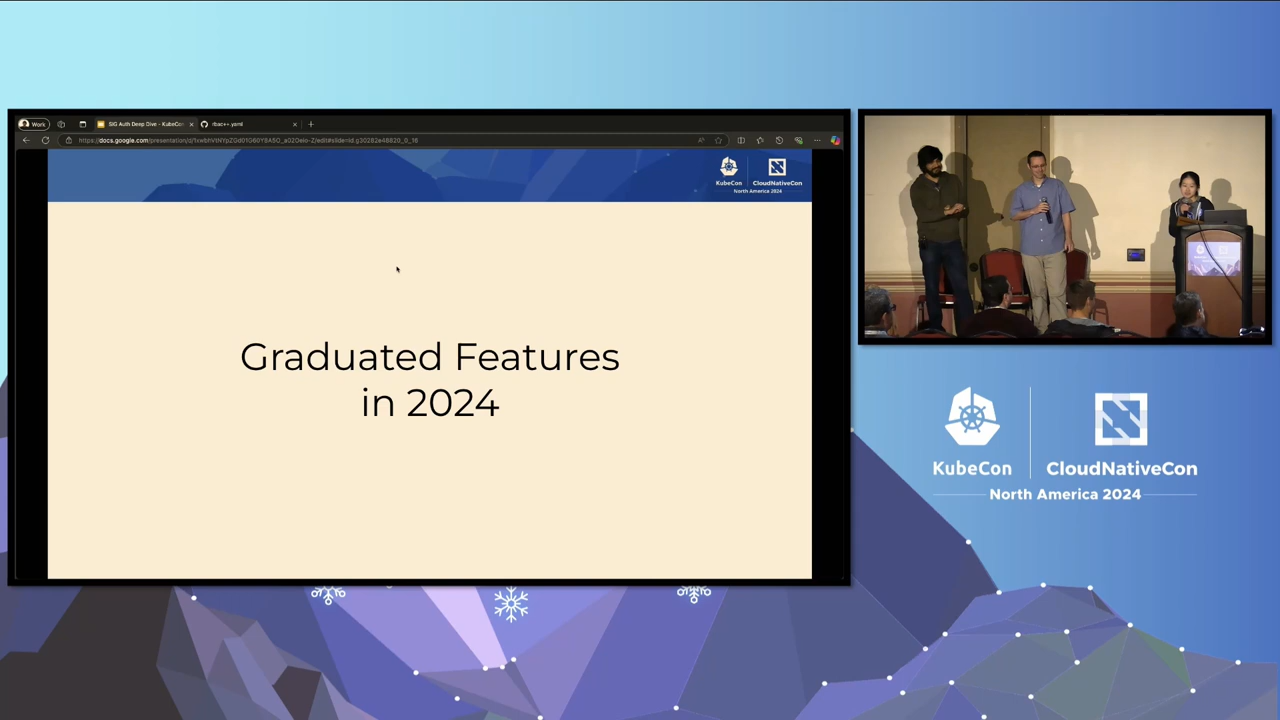 Work
SIG Auth Deep Dive - KubeCon
rbac++.yaml
KubeCon
CloudNativeCon
North America 2024
Graduated Features
in 2024
KubeCon
CloudNativeCon
North America 2024